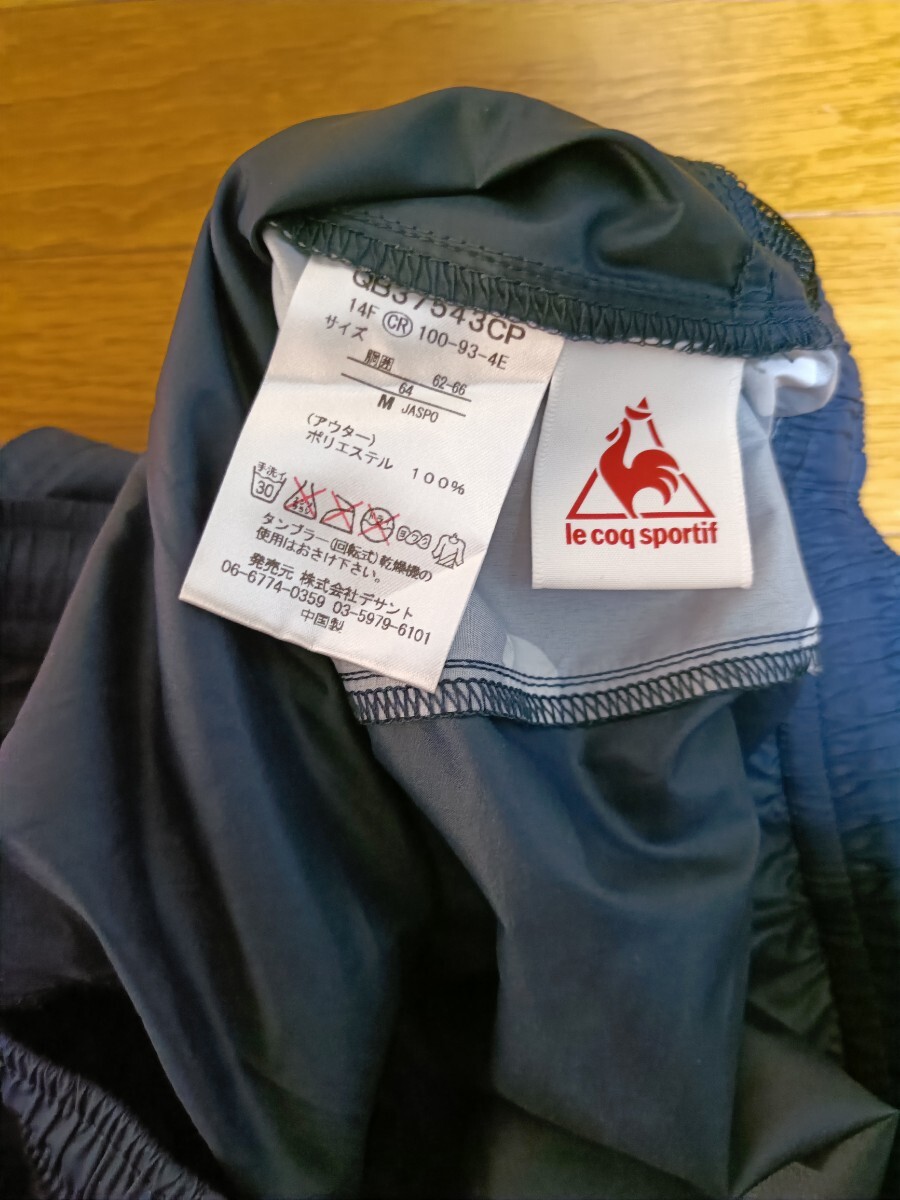 QB37543CP
14F CR 100-93-4E
サイズ
胴囲 62-66
64
M JASPO
(アウター)
ポリエステル 100%
手洗イ
30
タンブラー(回転式)乾燥機の
使用はおさけ下さい。
発売元 株式会社デサント
06-6774-0359 03-5979-6101
中国製
le coq sportif